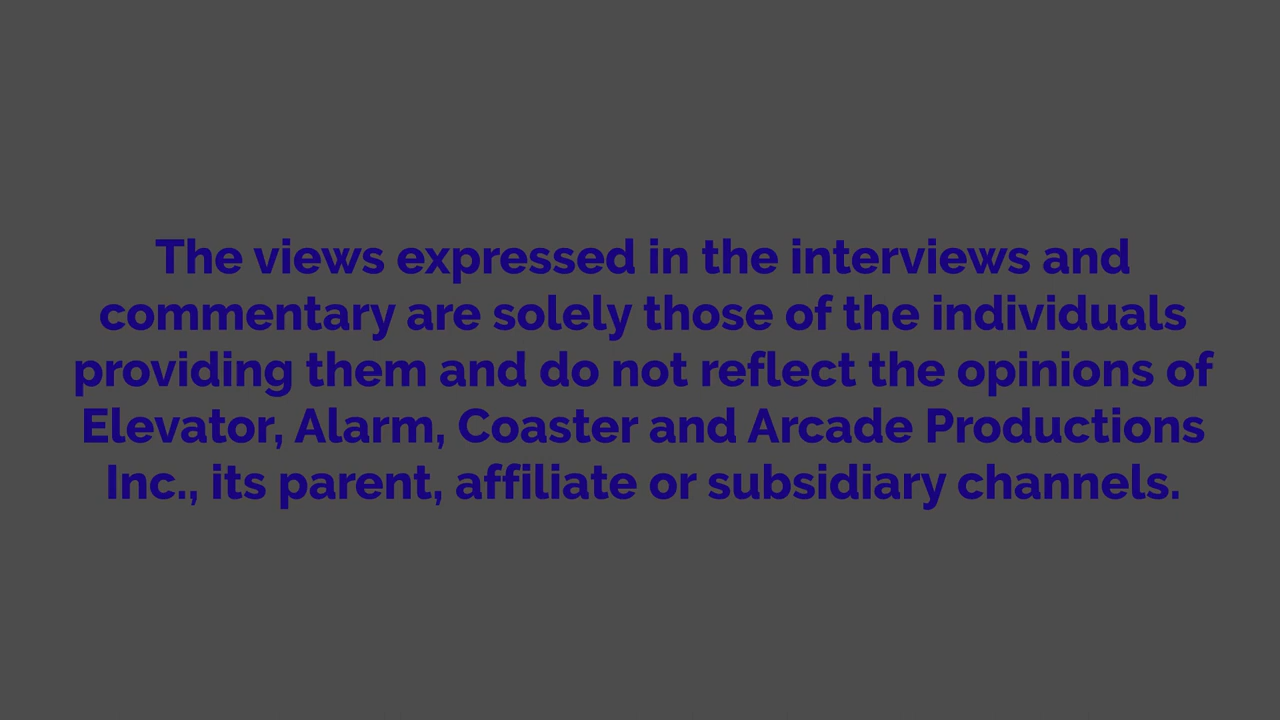 The views expressed in the interviews and
commentary are solely those of the individuals
providing them and do not reflect the opinions of
Elevator, Alarm, Coaster and Arcade Productions
Inc., its parent, affiliate or subsidiary channels.